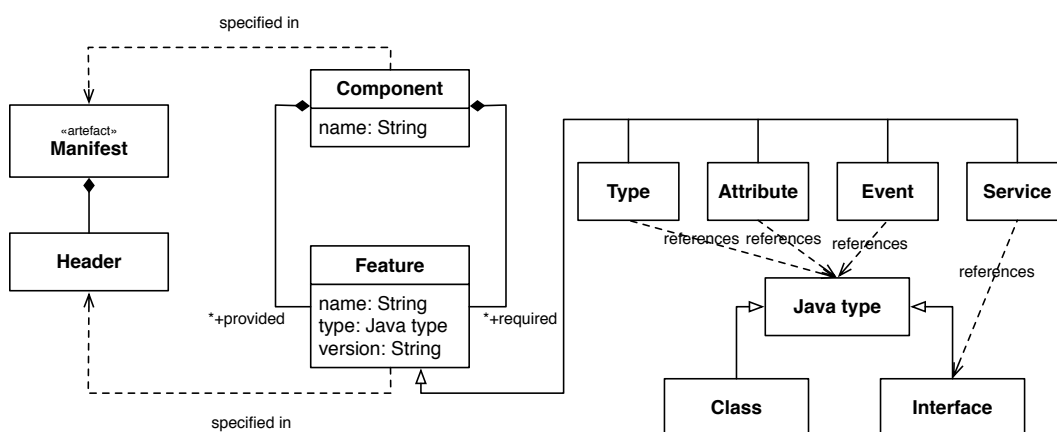 specified in
Component
name: String
«artefact»
Manifest
Type
Attribute
Event
Service
references
references
references
Header
Feature
name: String
type: Java type
version: String
*+provided
*+required
references
Java type
Class
Interface
specified in